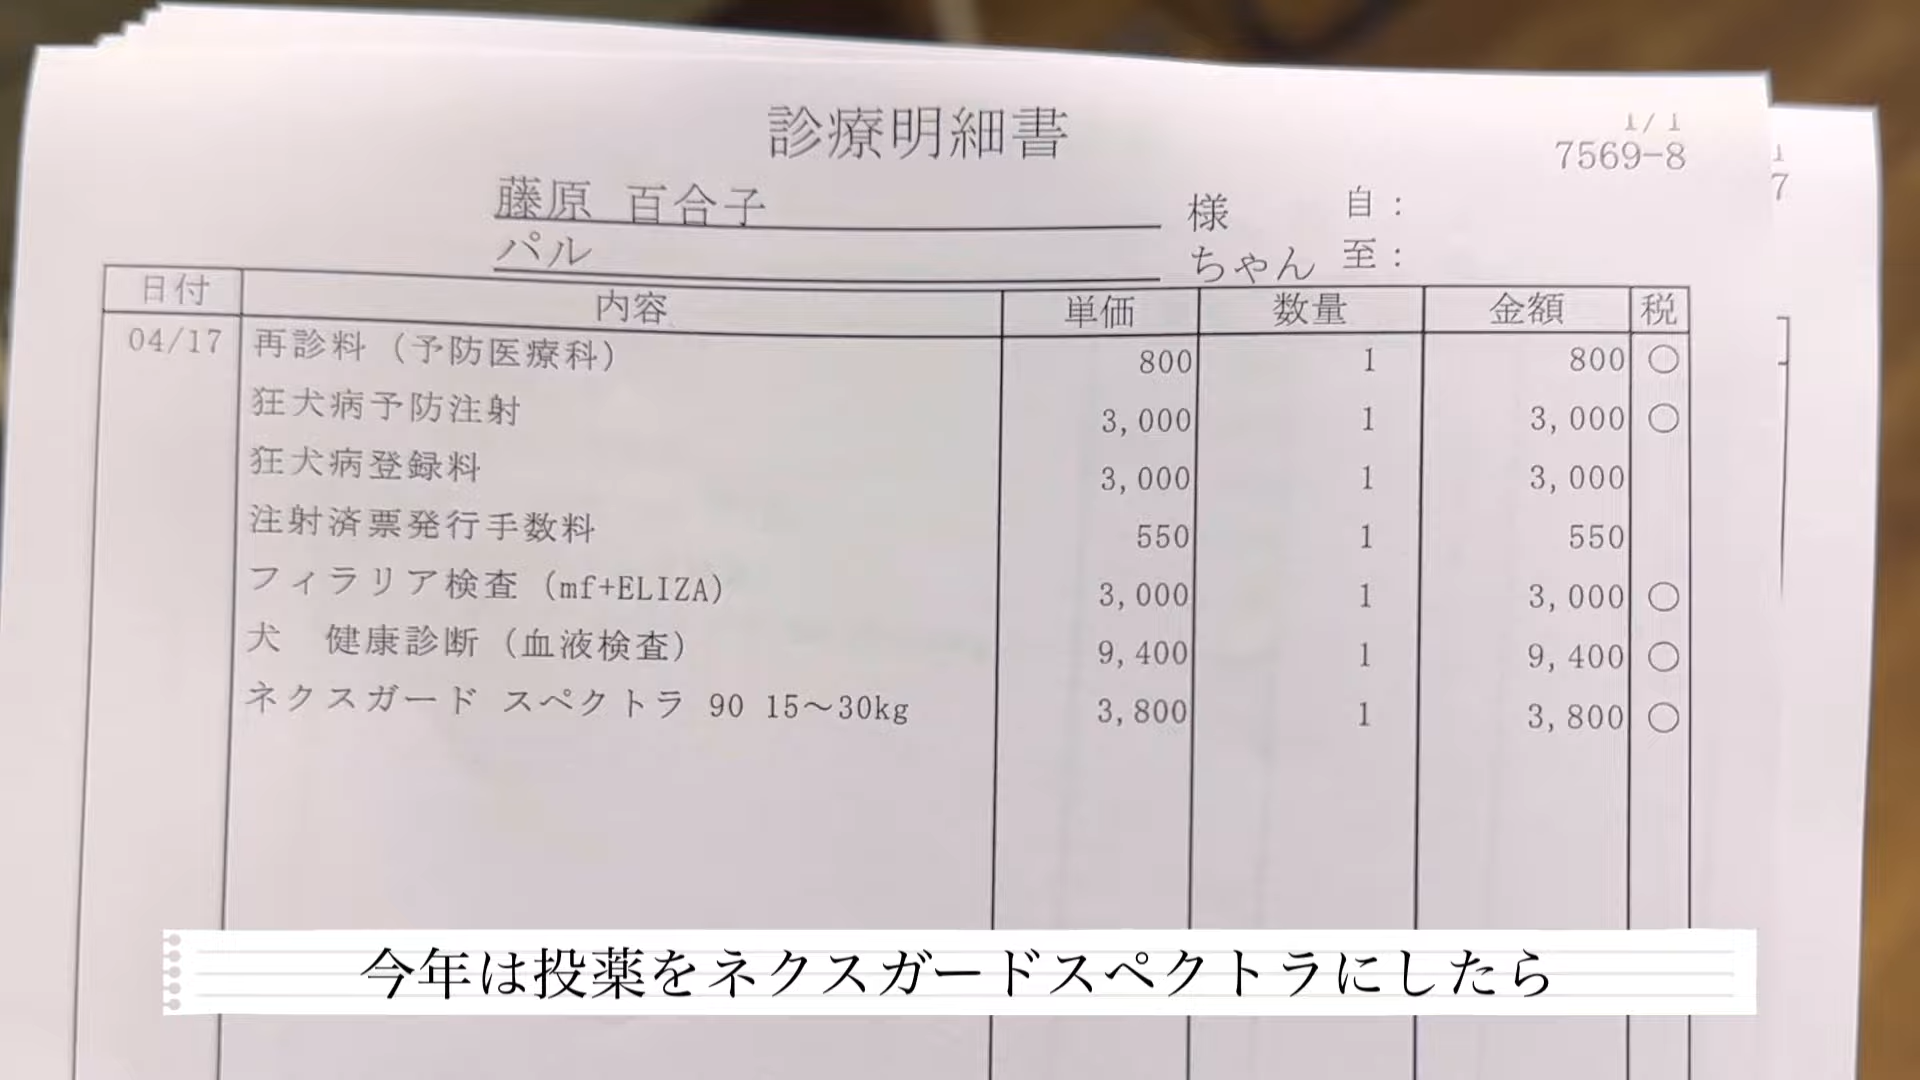 診療明細書
1/1
7569-8
藤原 百合子 様 自:
パル ちゃん 至:
日付 内容 単価 数量 金額 税
04/17 再診料 (予防医療科) 800 1 800 ○
狂犬病予防注射 3,000 1 3,000 ○
狂犬病登録料 3,000 1 3,000
注射済票発行手数料 550 1 550
フィラリア検査 (mf+ELIZA) 3,000 1 3,000 ○
犬 健康診断 (血液検査) 9,400 1 9,400 ○
ネクスガード スペクトラ 90 15〜30kg 3,800 1 3,800 ○
今年は投薬をネクスガードスペクトラにしたら